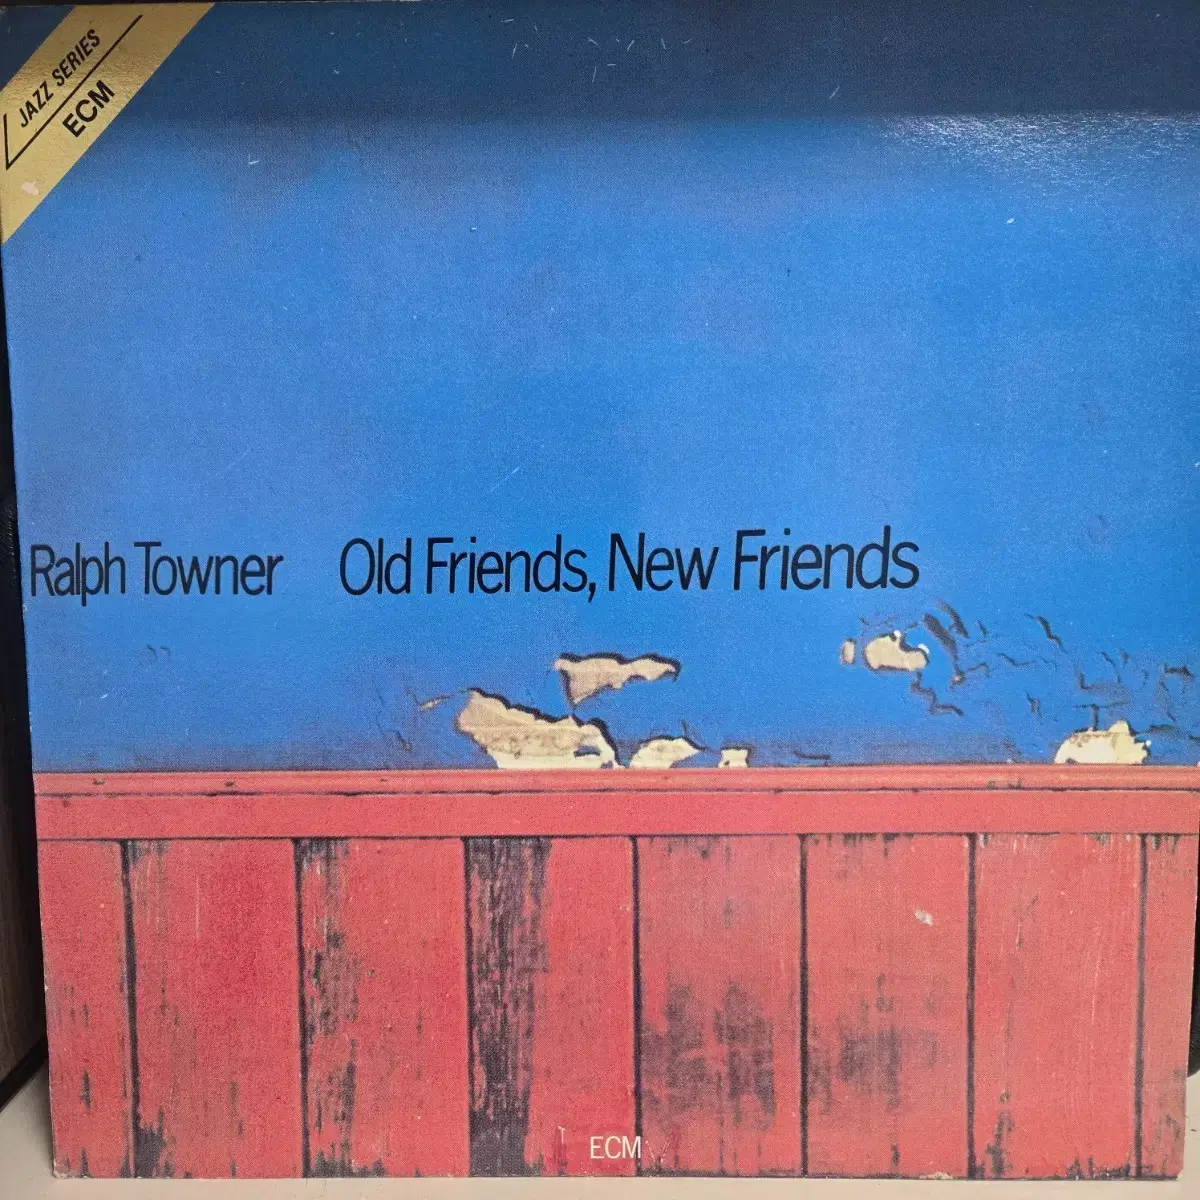 JAZZ SERIES
ECM
Ralph Towner Old Friends, New Friends
ECM